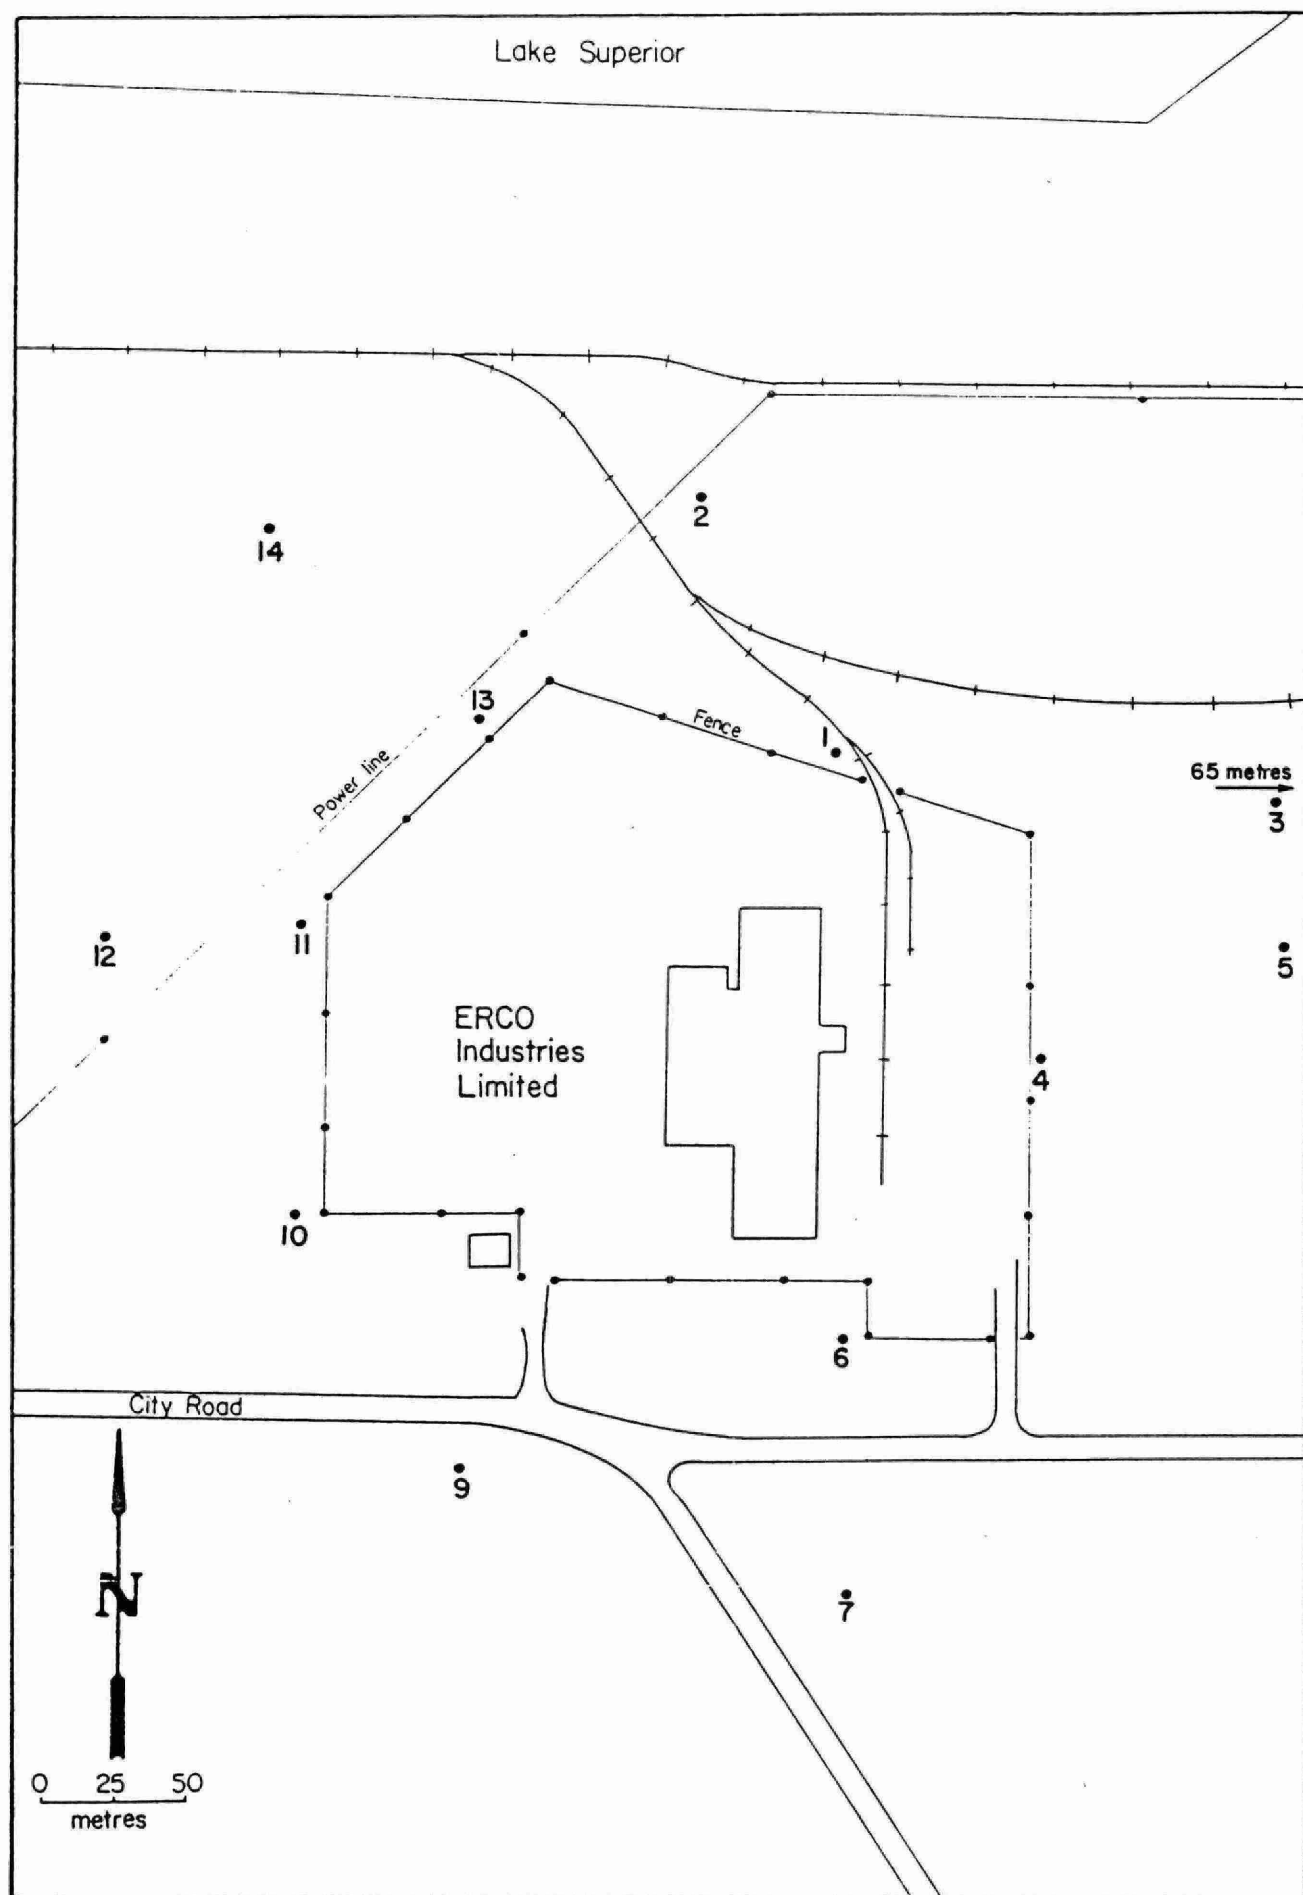 Lake Superior
2
14
13
Fence
1
Power line
65 metres
3
11
12
5
ERCO
Industries
Limited
4
10
6
City Road
9
7
N
0 25 50
metres